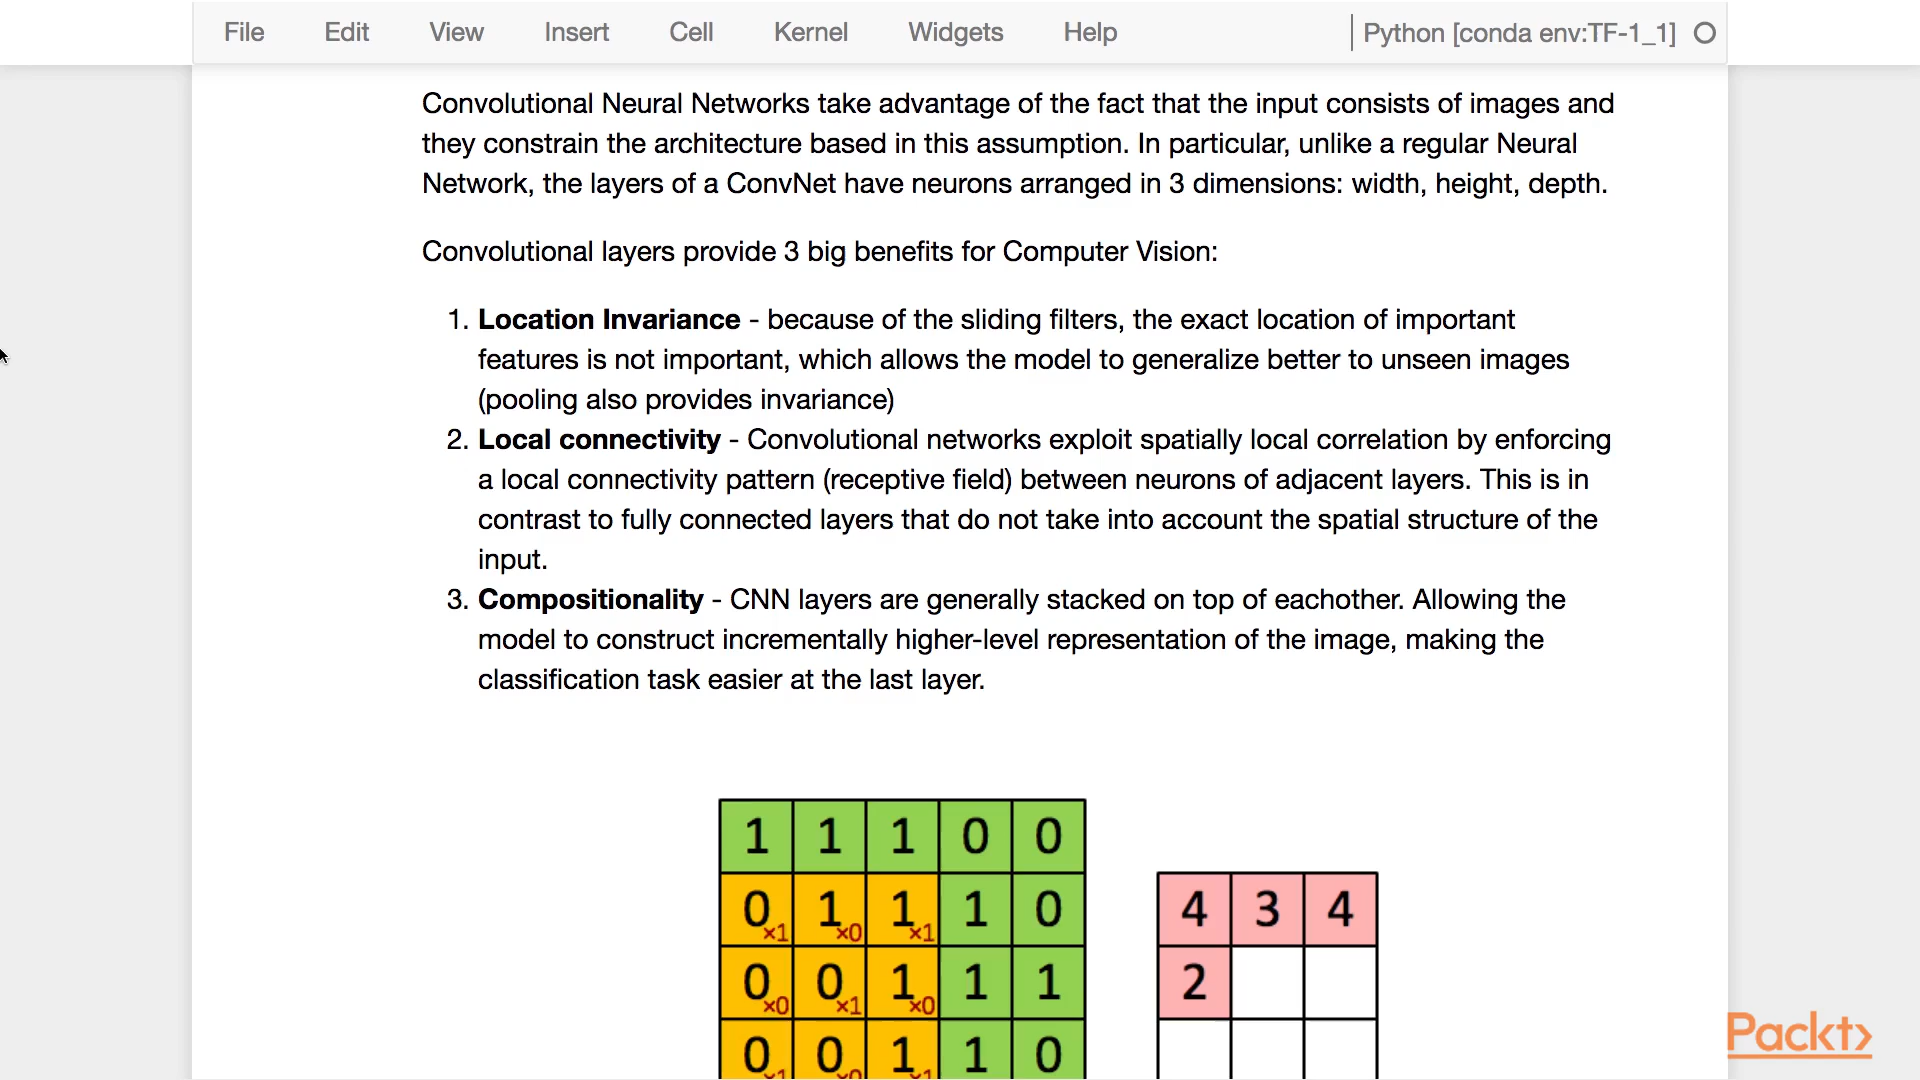 File Edit View Insert Cell Kernel Widgets Help Python [conda env:TF-1_1]
Convolutional Neural Networks take advantage of the fact that the input consists of images and
they constrain the architecture based in this assumption. In particular, unlike a regular Neural
Network, the layers of a ConvNet have neurons arranged in 3 dimensions: width, height, depth.
Convolutional layers provide 3 big benefits for Computer Vision:
1. Location Invariance - because of the sliding filters, the exact location of important
features is not important, which allows the model to generalize better to unseen images
(pooling also provides invariance)
2. Local connectivity - Convolutional networks exploit spatially local correlation by enforcing
a local connectivity pattern (receptive field) between neurons of adjacent layers. This is in
contrast to fully connected layers that do not take into account the spatial structure of the
input.
3. Compositionality - CNN layers are generally stacked on top of eachother. Allowing the
model to construct incrementally higher-level representation of the image, making the
classification task easier at the last layer.
1 1 1 0 0
0×1 1×0 1×1 1 0
0×0 0×1 1×0 1 1
0×1 0×0 1×1 1 0
4 3 4
2
Packt>